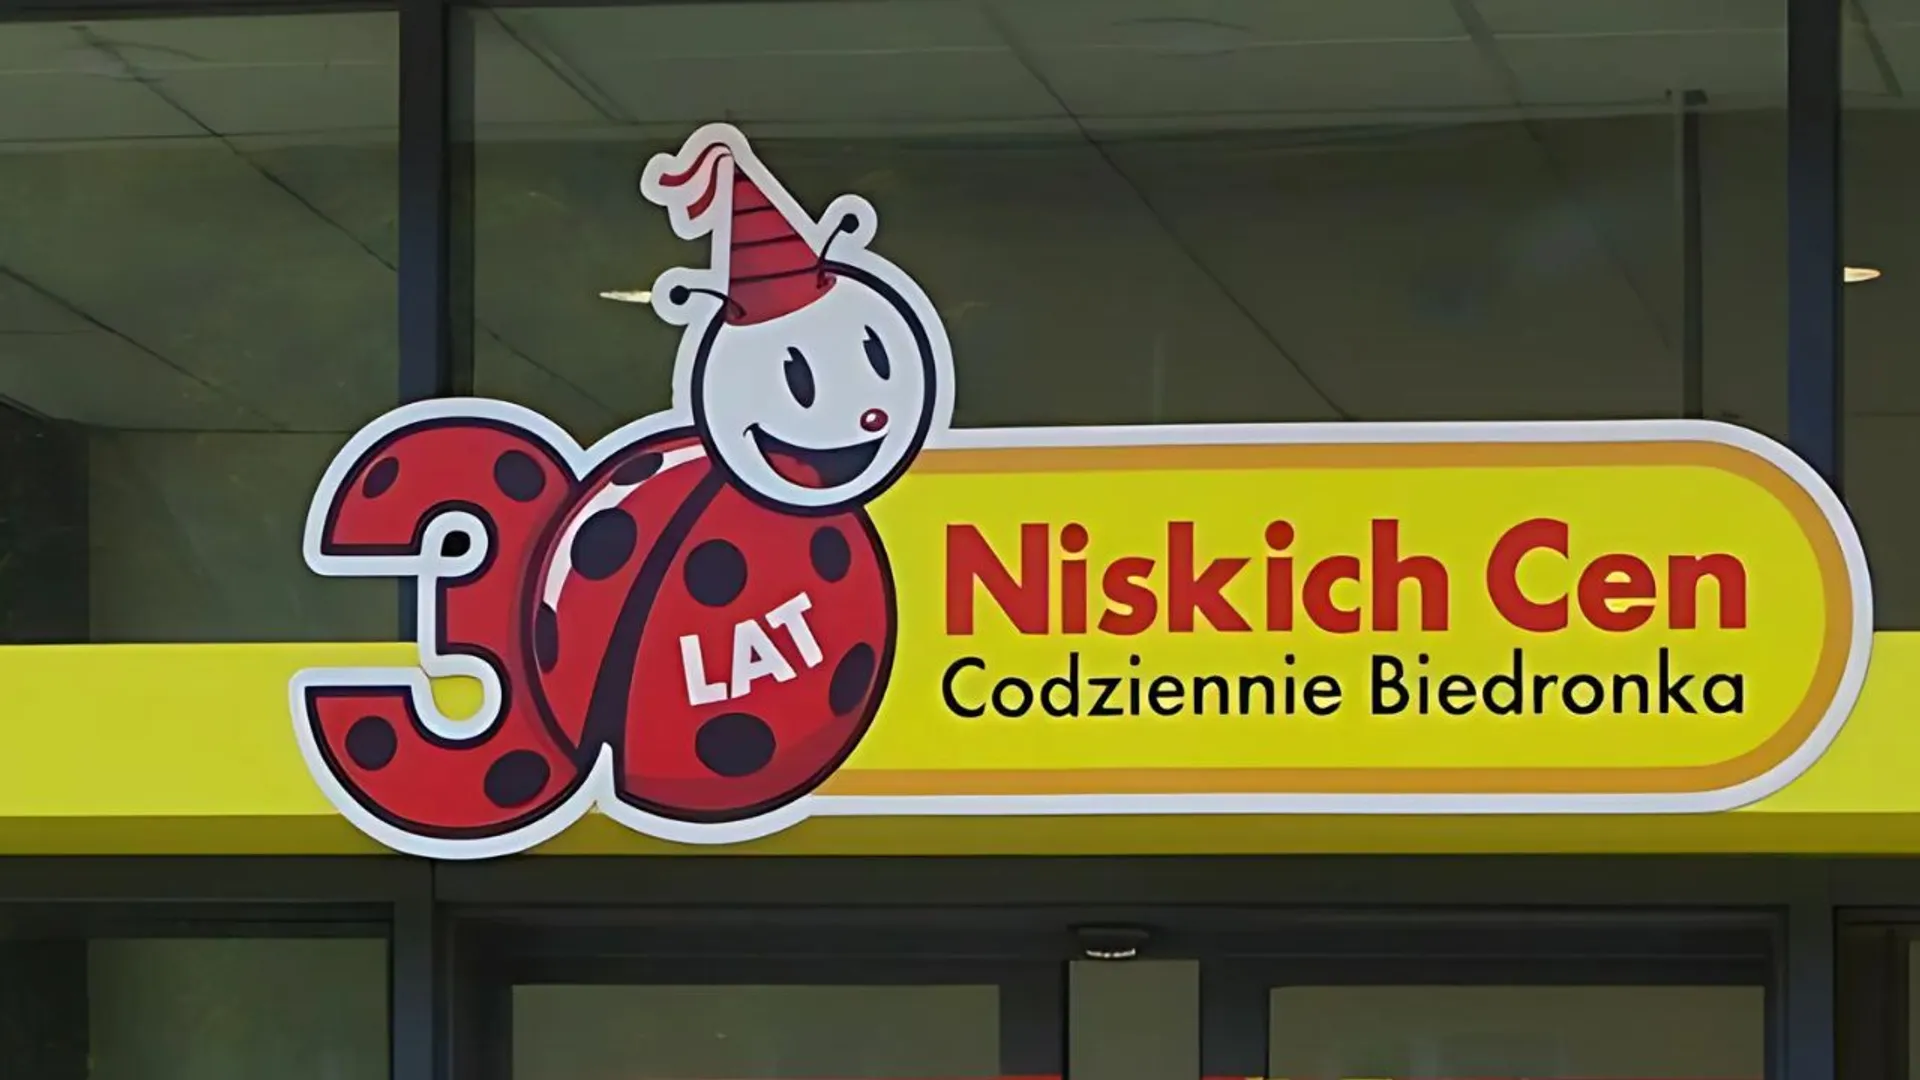 30
LAT
Niskich Cen
Codziennie Biedronka